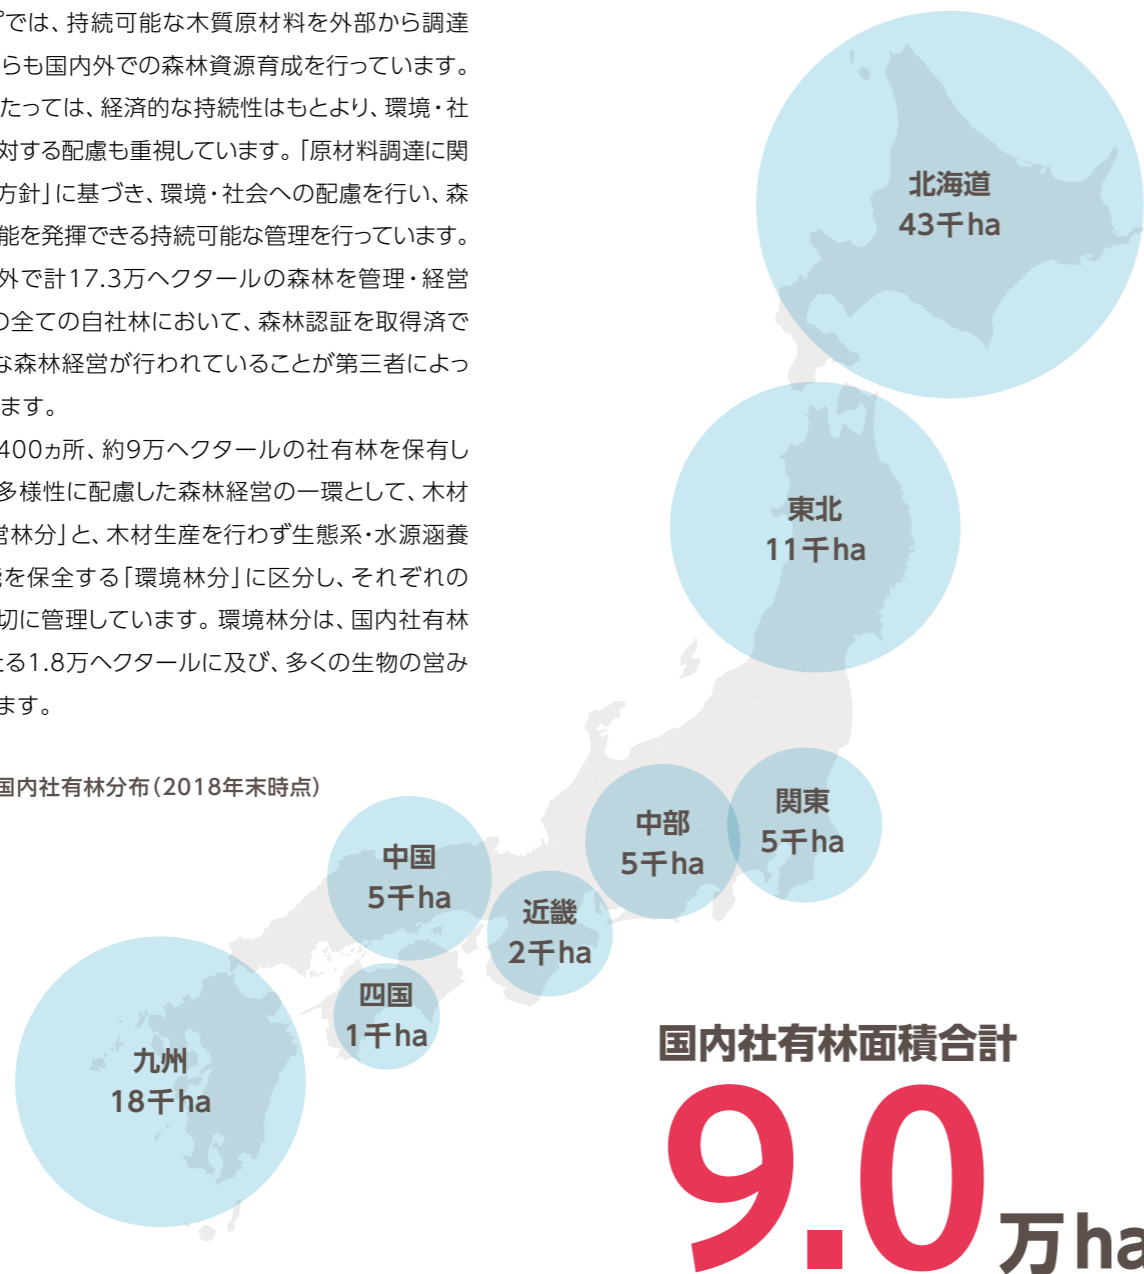 では、持続可能な木質原材料を外部から調達
らも国内外での森林資源育成を行っています。
たっては、経済的な持続性はもとより、環境・社
対する配慮も重視しています。「原材料調達に関
方針」に基づき、環境・社会への配慮を行い、森
能を発揮できる持続可能な管理を行っています。
外で計17.3万ヘクタールの森林を管理・経営
の全ての自社林において、森林認証を取得済で
な森林経営が行われていることが第三者によっ
ます。
400ヵ所、約9万ヘクタールの社有林を保有し
多様性に配慮した森林経営の一環として、木材
営林分」と、木材生産を行わず生態系・水源涵養
を保全する「環境林分」に区分し、それぞれの
切に管理しています。環境林分は、国内社有林
たる1.8万ヘクタールに及び、多くの生物の営み
ます。
国内社有林分布(2018年末時点)
北海道
43千ha
東北
11千ha
関東
5千ha
中部
5千ha
中国
5千ha
近畿
2千ha
四国
1千ha
九州
18千ha
国内社有林面積合計
9.0万ha